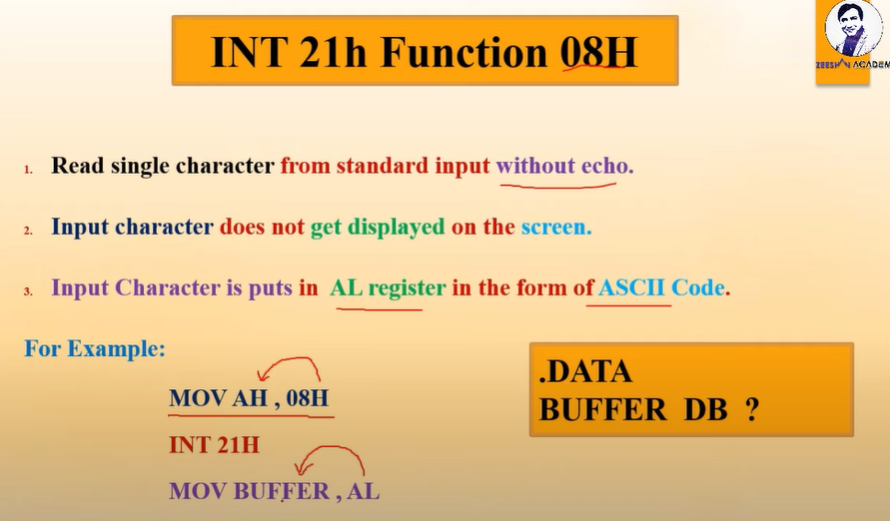 INT 21h Function 08H
ZEESHAN ACADEM
1. Read single character from standard input without echo.
2. Input character does not get displayed on the screen.
3. Input Character is puts in AL register in the form of ASCII Code.
For Example:
MOV AH , 08H
INT 21H
MOV BUFFER , AL
.DATA
BUFFER DB ?